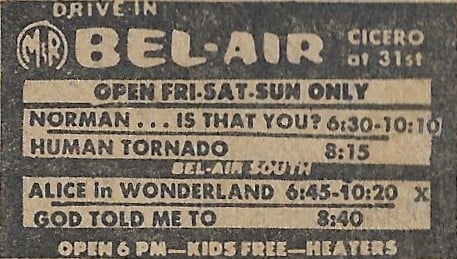 DRIVE IN
M&R BEL-AIR CICERO at 31st
OPEN FRI-SAT-SUN ONLY
NORMAN . . . IS THAT YOU? 6:30-10:10
HUMAN TORNADO 8:15
BEL-AIR SOUTH
ALICE in WONDERLAND 6:45-10:20 X
GOD TOLD ME TO 8:40
OPEN 6 PM—KIDS FREE—HEATERS